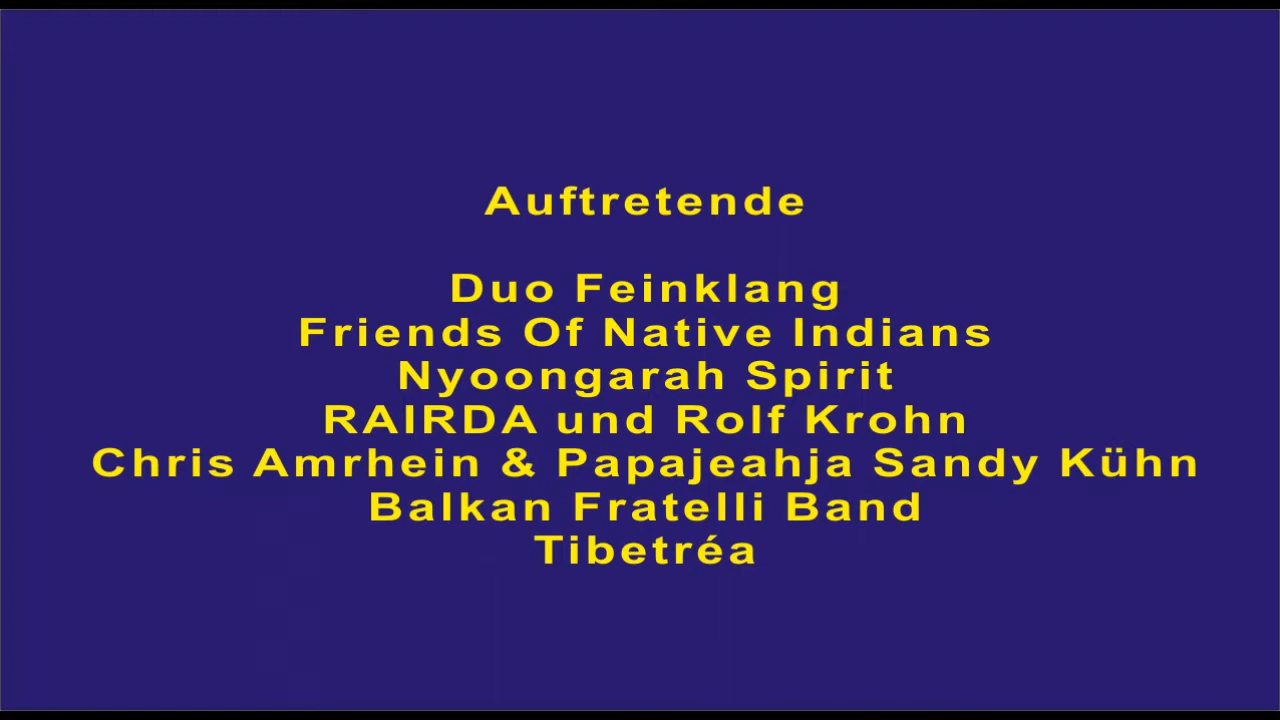 Auftretende
Duo Feinklang
Friends Of Native Indians
Nyoongarah Spirit
RAIRDA und Rolf Krohn
Chris Amrhein & Papajeahja Sandy Kühn
Balkan Fratelli Band
Tibetréa